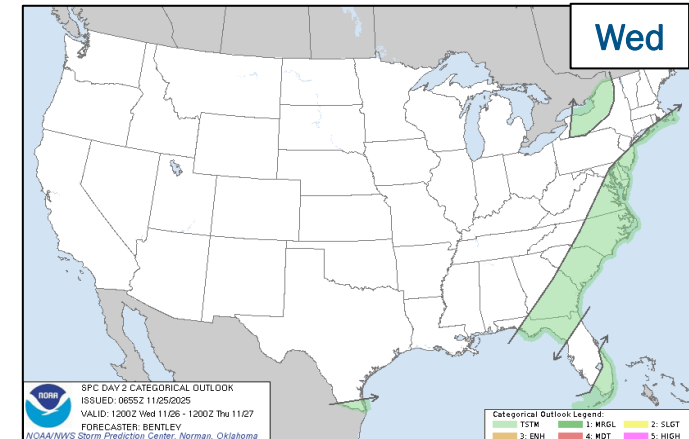 Wed
NOAA
SPC DAY 2 CATEGORICAL OUTLOOK
ISSUED: 0655Z 11/25/2025
VALID: 1200Z Wed 11/26 - 1200Z Thu 11/27
FORECASTER: BENTLEY
NOAA/NWS Storm Prediction Center, Norman, Oklahoma
Categorical Outlook Legend:
TSTM 1: MRGL 2: SLGT
3: ENH 4: MDT 5: HIGH